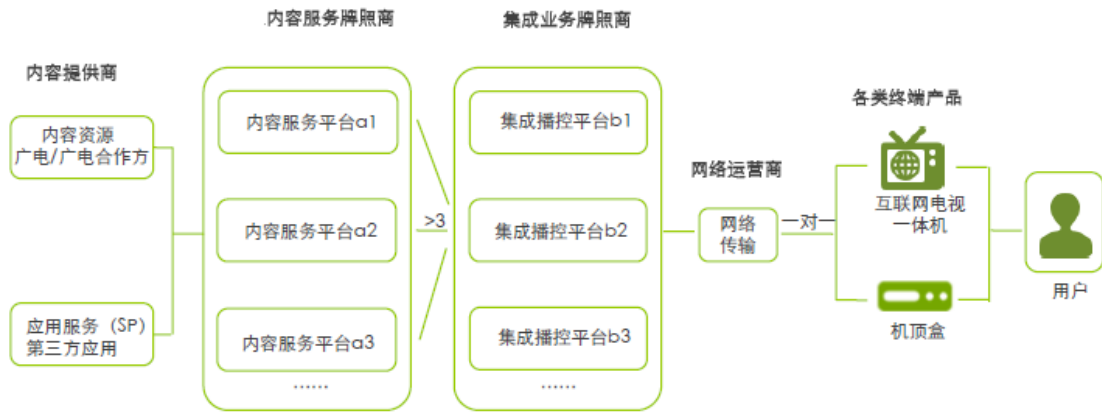 内容服务牌照商
集成业务牌照商
内容提供商
各类终端产品
内容资源
广电/广电合作方
内容服务平台a1
集成播控平台b1
网络运营商
内容服务平台a2
>3
集成播控平台b2
网络
传输
一对一
互联网电视
一体机
用户
应用服务（SP）
第三方应用
内容服务平台a3
……
集成播控平台b3
……
机顶盒